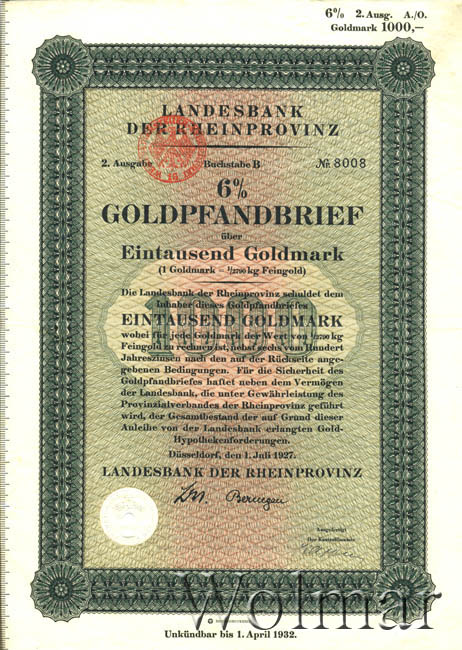 6% 2. Ausg. A./O.
Goldmark 1000,—
LANDESBANK
DER RHEINPROVINZ
2. Ausgabe Buchstabe B № 8008
6%
GOLDPFANDBRIEF
über
Eintausend Goldmark
(1 Goldmark = 1/2790 kg Feingold)
Die Landesbank der Rheinprovinz schuldet dem
Inhaber dieses Goldpfandbriefes
EINTAUSEND GOLDMARK
wobei für jede Goldmark der Wert von 1/2790 kg
Feingold zu rechnen ist, nebst sechs vom Hundert
Jahreszinsen nach den auf der Rückseite ange-
gebenen Bedingungen. Für die Sicherheit des
Goldpfandbriefes haftet neben dem Vermögen
der Landesbank, die unter Gewährleistung des
Provinzialverbandes der Rheinprovinz geführt
wird, der Gesamtbestand der auf Grund dieser
Anleihe von der Landesbank erlangten Gold-
Hypothekenforderungen.
Düsseldorf, den 1. Juli 1927.
LANDESBANK DER RHEINPROVINZ
Ausgefertigt
Der Kontrollbeamte
Wolmar
Unkündbar bis 1. April 1932.